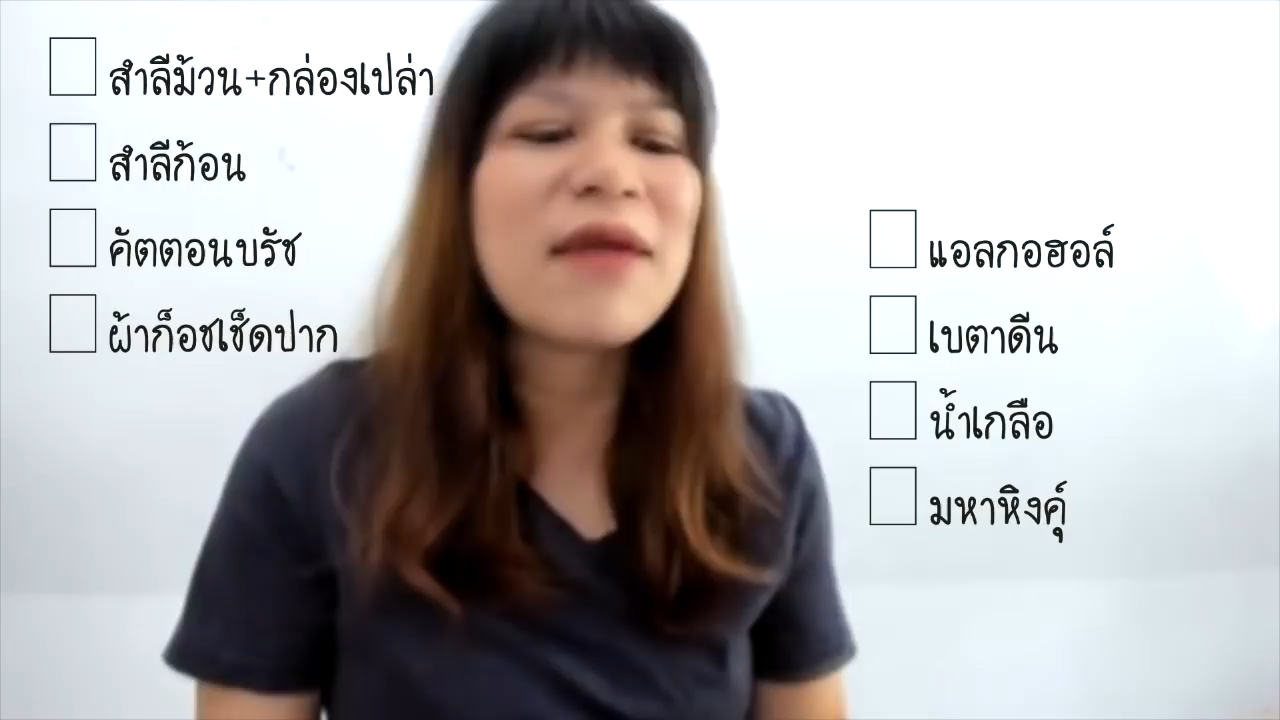 สำลีม้วน+กล่องเปล่า
สำลีก้อน
คัตตอนบรัช
ผ้าก็อชเช็ดปาก
แอลกอฮอล์
เบตาดีน
น้ำเกลือ
มหาหิงคุ์